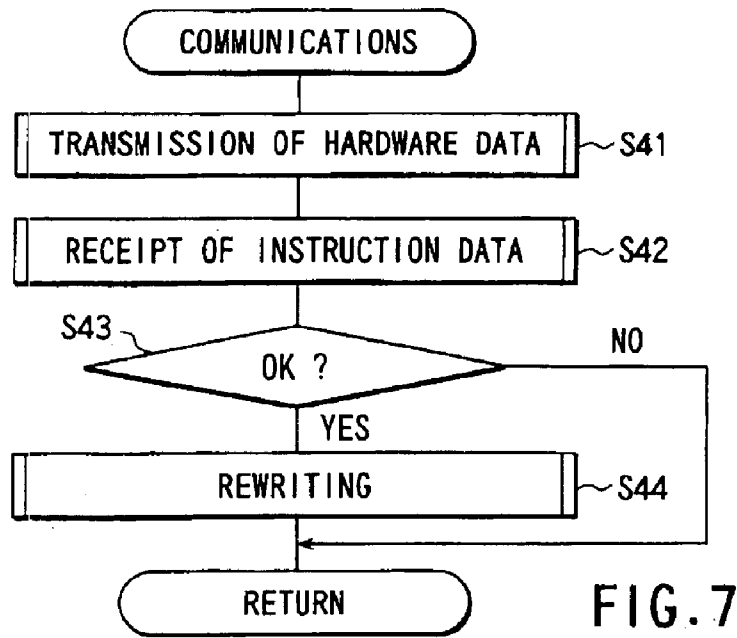 COMMUNICATIONS
TRANSMISSION OF HARDWARE DATA
S41
RECEIPT OF INSTRUCTION DATA
S42
S43
OK ?
NO
YES
REWRITING
S44
RETURN
FIG.7